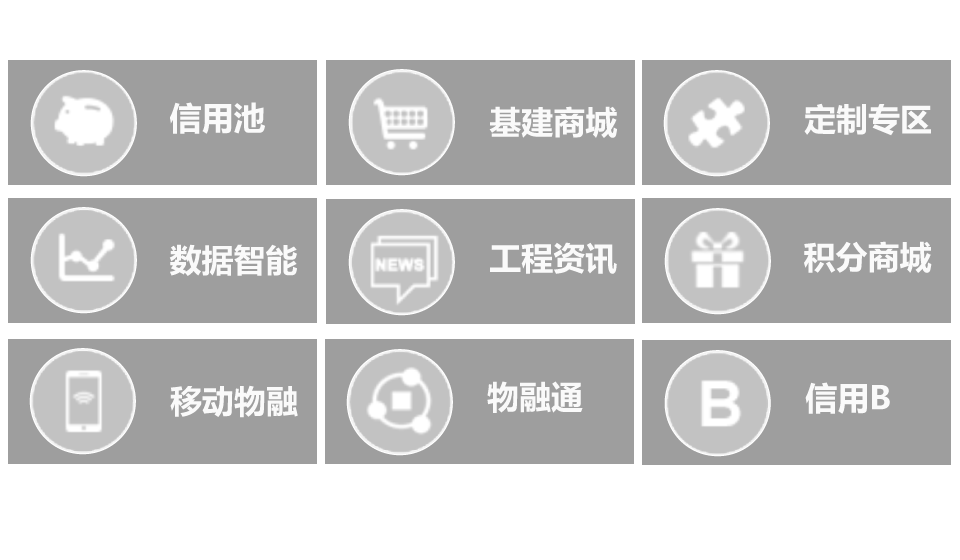 信用池
基建商城
定制专区
数据智能
NEWS
工程资讯
积分商城
移动物融
物融通
B
信用B